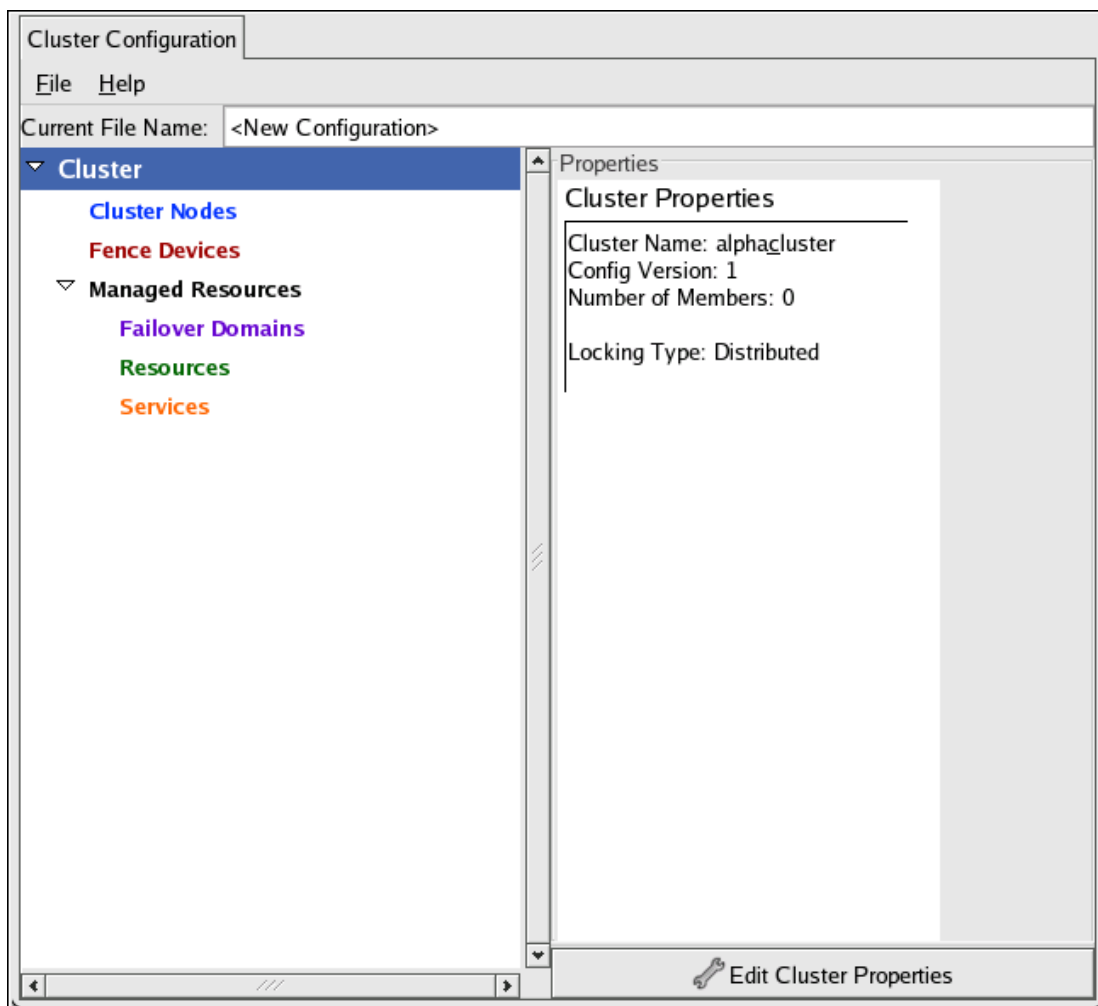 Cluster Configuration
File Help
Current File Name: <New Configuration>
Cluster
Cluster Nodes
Fence Devices
Managed Resources
Failover Domains
Resources
Services
Properties
Cluster Properties
Cluster Name: alphacluster
Config Version: 1
Number of Members: 0
Locking Type: Distributed
Edit Cluster Properties